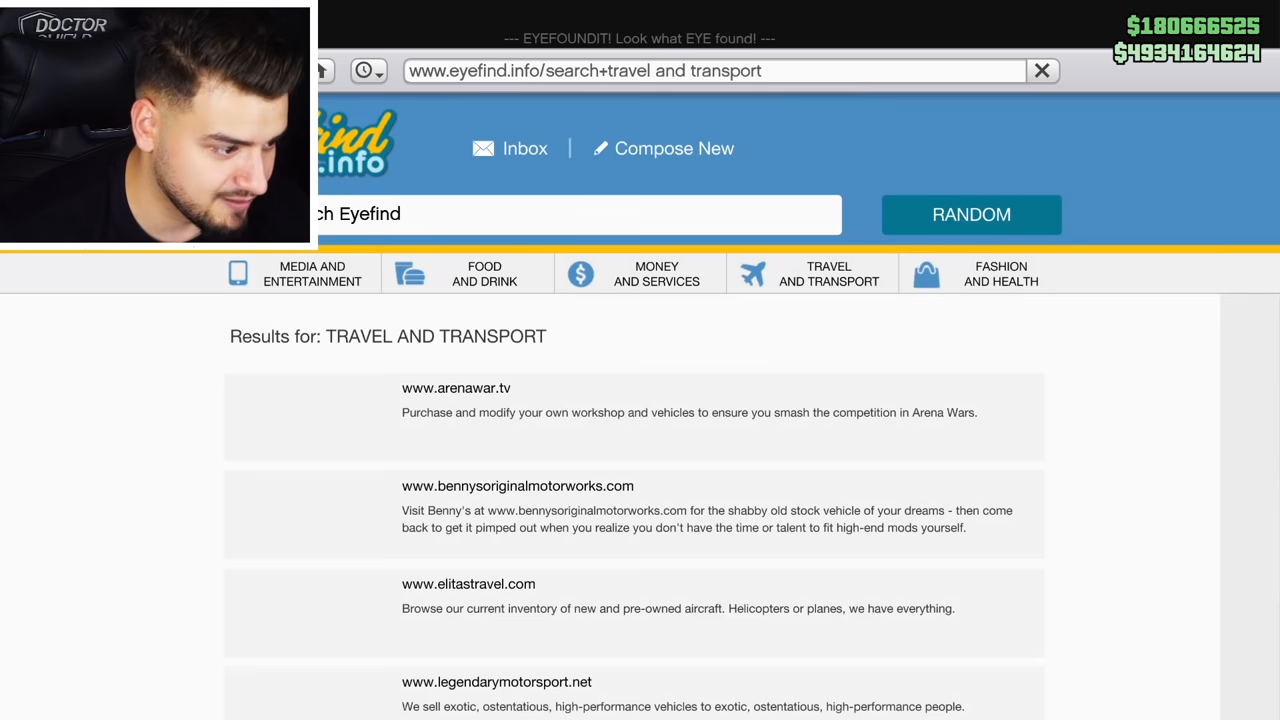 DOCTOR
--- EYEFOUNDIT! Look what EYE found! ---
$180666525
$4934164624
www.eyefind.info/search+travel and transport
ind
.info
Inbox
Compose New
ch Eyefind
RANDOM
MEDIA AND
ENTERTAINMENT
FOOD
AND DRINK
MONEY
AND SERVICES
TRAVEL
AND TRANSPORT
FASHION
AND HEALTH
Results for: TRAVEL AND TRANSPORT
www.arenawar.tv
Purchase and modify your own workshop and vehicles to ensure you smash the competition in Arena Wars.
www.bennysoriginalmotorworks.com
Visit Benny's at www.bennysoriginalmotorworks.com for the shabby old stock vehicle of your dreams - then come
back to get it pimped out when you realize you don't have the time or talent to fit high-end mods yourself.
www.elitastravel.com
Browse our current inventory of new and pre-owned aircraft. Helicopters or planes, we have everything.
www.legendarymotorsport.net
We sell exotic, ostentatious, high-performance vehicles to exotic, ostentatious, high-performance people.